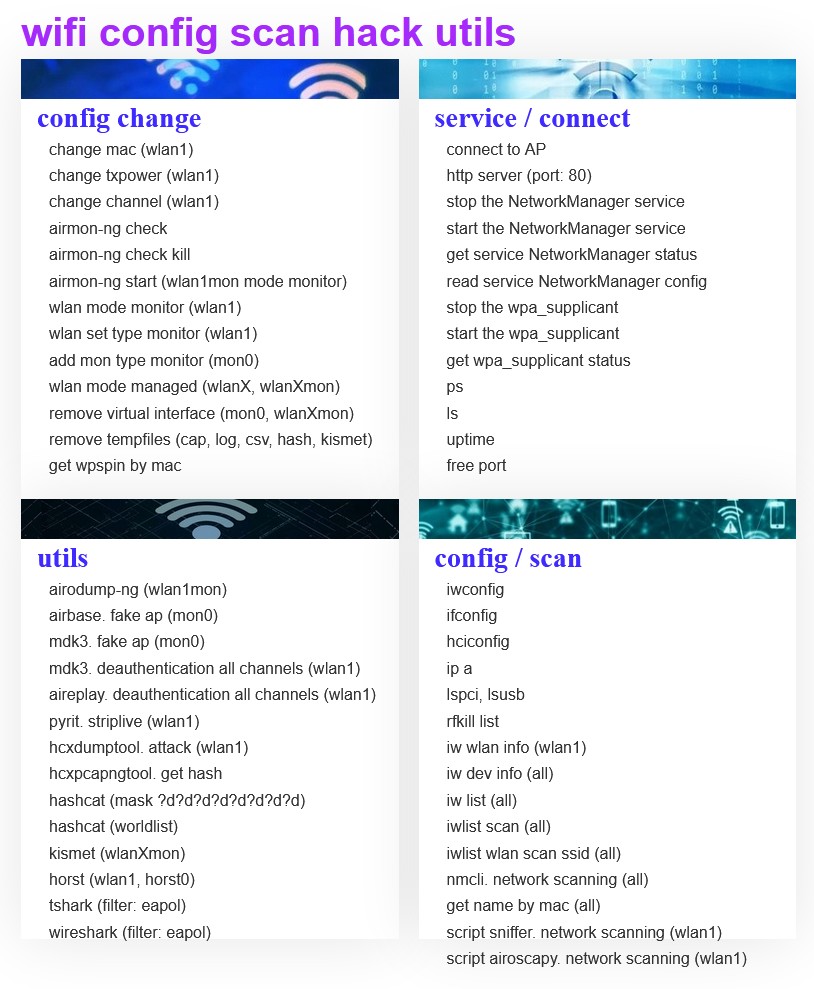 wifi config scan hack utils
config change
change mac (wlan1)
change txpower (wlan1)
change channel (wlan1)
airmon-ng check
airmon-ng check kill
airmon-ng start (wlan1mon mode monitor)
wlan mode monitor (wlan1)
wlan set type monitor (wlan1)
add mon type monitor (mon0)
wlan mode managed (wlanX, wlanXmon)
remove virtual interface (mon0, wlanXmon)
remove tempfiles (cap, log, csv, hash, kismet)
get wpspin by mac
service / connect
connect to AP
http server (port: 80)
stop the NetworkManager service
start the NetworkManager service
get service NetworkManager status
read service NetworkManager config
stop the wpa_supplicant
start the wpa_supplicant
get wpa_supplicant status
ps
ls
uptime
free port
utils
airodump-ng (wlan1mon)
airbase. fake ap (mon0)
mdk3. fake ap (mon0)
mdk3. deauthentication all channels (wlan1)
aireplay. deauthentication all channels (wlan1)
pyrit. striplive (wlan1)
hcxdumptool. attack (wlan1)
hcxpcapngtool. get hash
hashcat (mask ?d?d?d?d?d?d?d?d)
hashcat (worldlist)
kismet (wlanXmon)
horst (wlan1, horst0)
tshark (filter: eapol)
wireshark (filter: eapol)
config / scan
iwconfig
ifconfig
hciconfig
ip a
lspci, lsusb
rfkill list
iw wlan info (wlan1)
iw dev info (all)
iw list (all)
iwlist scan (all)
iwlist wlan scan ssid (all)
nmcli. network scanning (all)
get name by mac (all)
script sniffer. network scanning (wlan1)
script airoscapy. network scanning (wlan1)